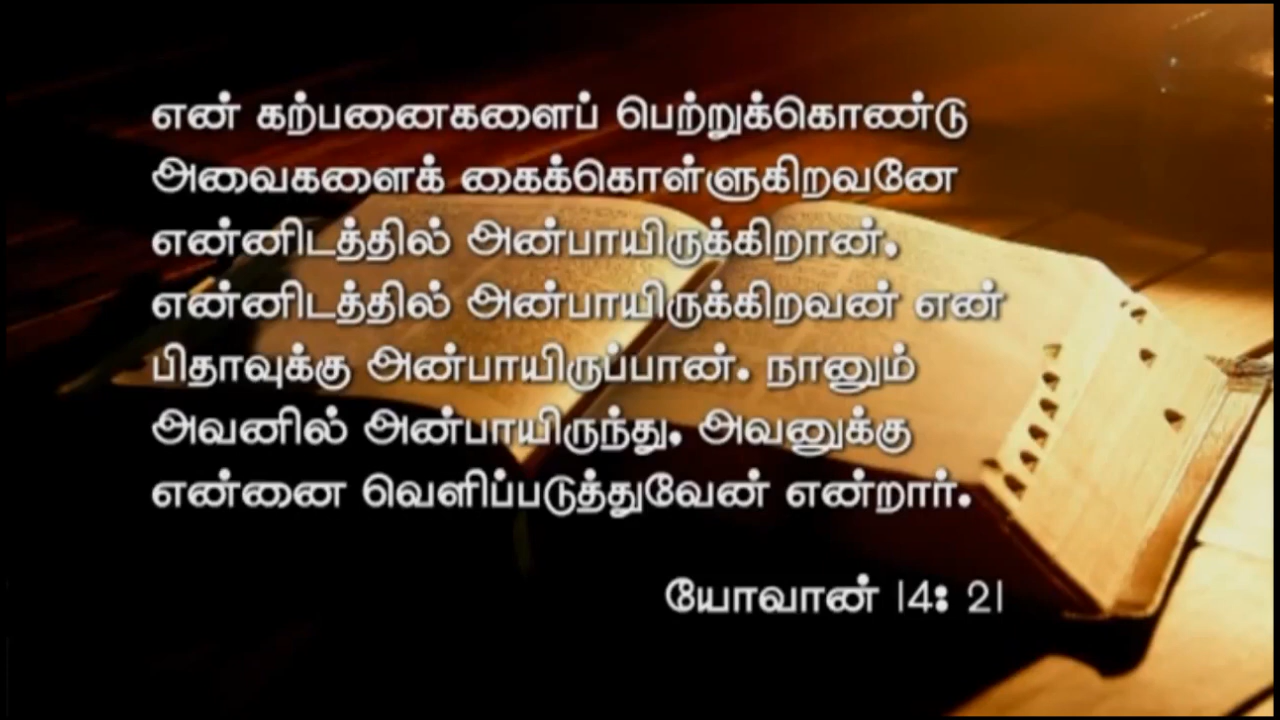 என் கற்பனைகளைப் பெற்றுக்கொண்டு
அவைகளைக் கைக்கொள்ளுகிறவனே
என்னிடத்தில் அன்பாயிருக்கிறான்,
என்னிடத்தில் அன்பாயிருக்கிறவன் என்
பிதாவுக்கு அன்பாயிருப்பான். நானும்
அவனில் அன்பாயிருந்து, அவனுக்கு
என்னை வெளிப்படுத்துவேன் என்றார்.
யோவான் 14: 21